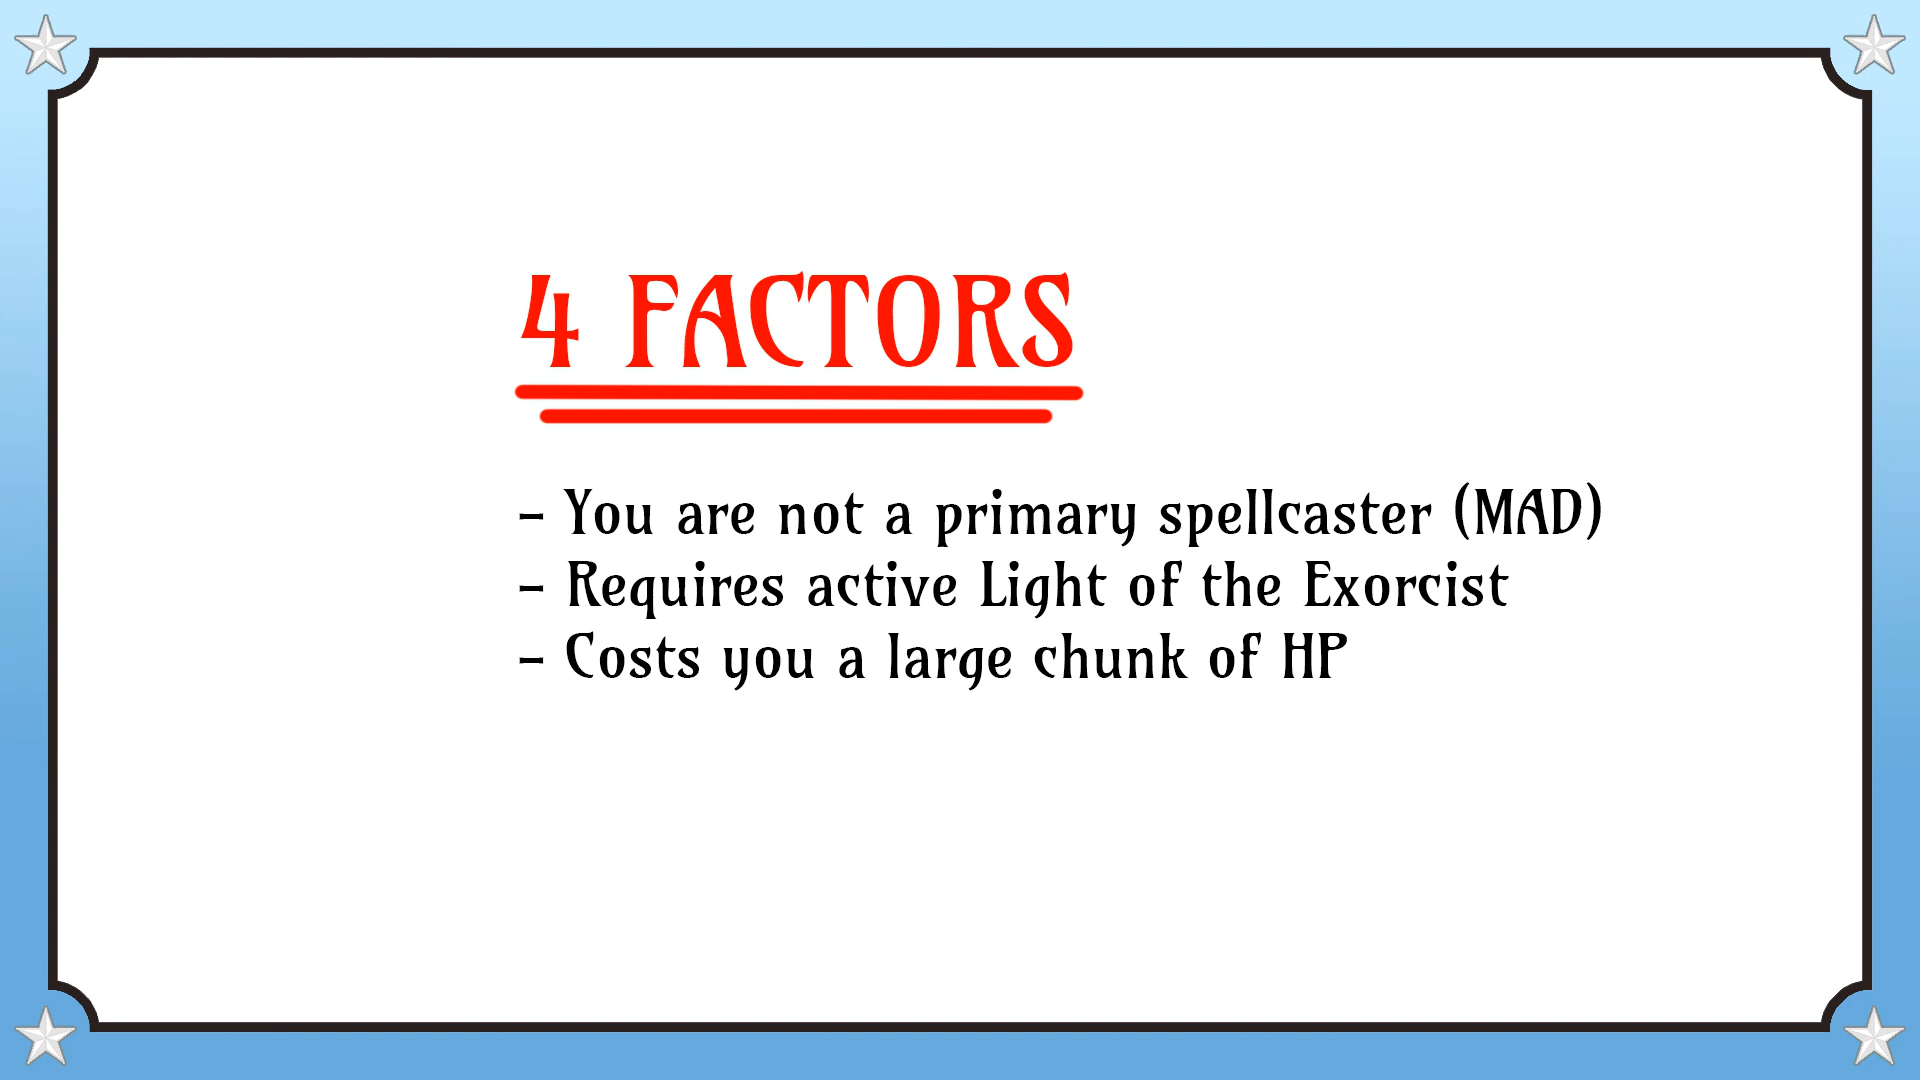 4 FACTORS
- You are not a primary spellcaster (MAD)
- Requires active Light of the Exorcist
- Costs you a large chunk of HP